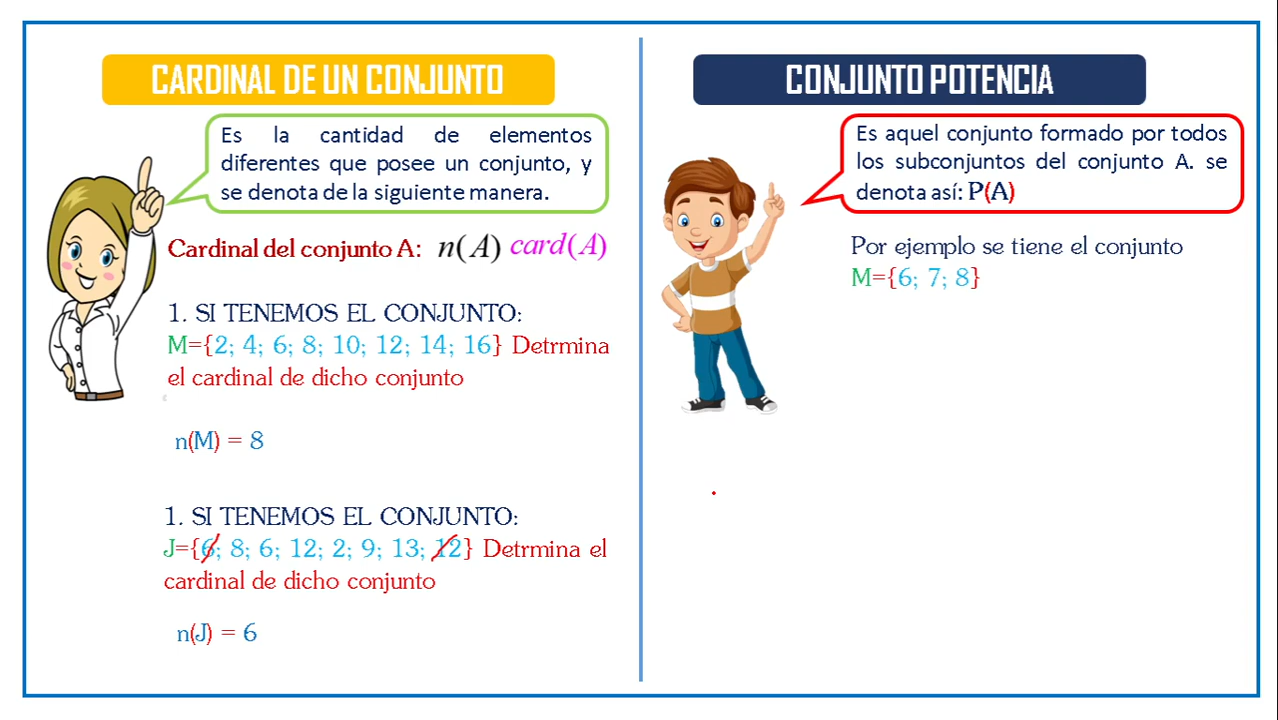 CARDINAL DE UN CONJUNTO
Es la cantidad de elementos
diferentes que posee un conjunto, y
se denota de la siguiente manera.
Cardinal del conjunto A: n(A) card(A)
1. SI TENEMOS EL CONJUNTO:
M={2; 4; 6; 8; 10; 12; 14; 16} Detrmina
el cardinal de dicho conjunto
n(M) = 8
1. SI TENEMOS EL CONJUNTO:
J={6; 8; 6; 12; 2; 9; 13; 12} Detrmina el
cardinal de dicho conjunto
n(J) = 6
CONJUNTO POTENCIA
Es aquel conjunto formado por todos
los subconjuntos del conjunto A. se
denota así: P(A)
Por ejemplo se tiene el conjunto
M={6; 7; 8}